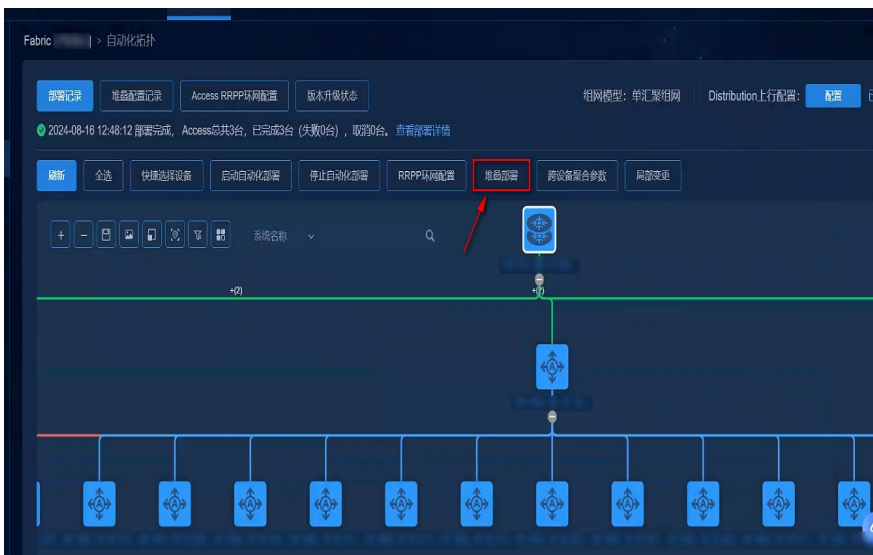 Fabric > 自动化拓扑
部署记录 堆叠配置记录 Access RRPP环网配置 版本升级状态 组网模型：单汇聚组网 Distribution上行配置： 配置
2024-08-16 12:48:12 部署完成，Access总共3台，已完成3台 (失败0台) ，取消0台。查看部署详情
刷新 全选 快捷选择设备 启动自动化部署 停止自动化部署 RRPP环网配置 堆叠部署 跨设备聚合参数 局部变更
系统名称
+(2) +(2)